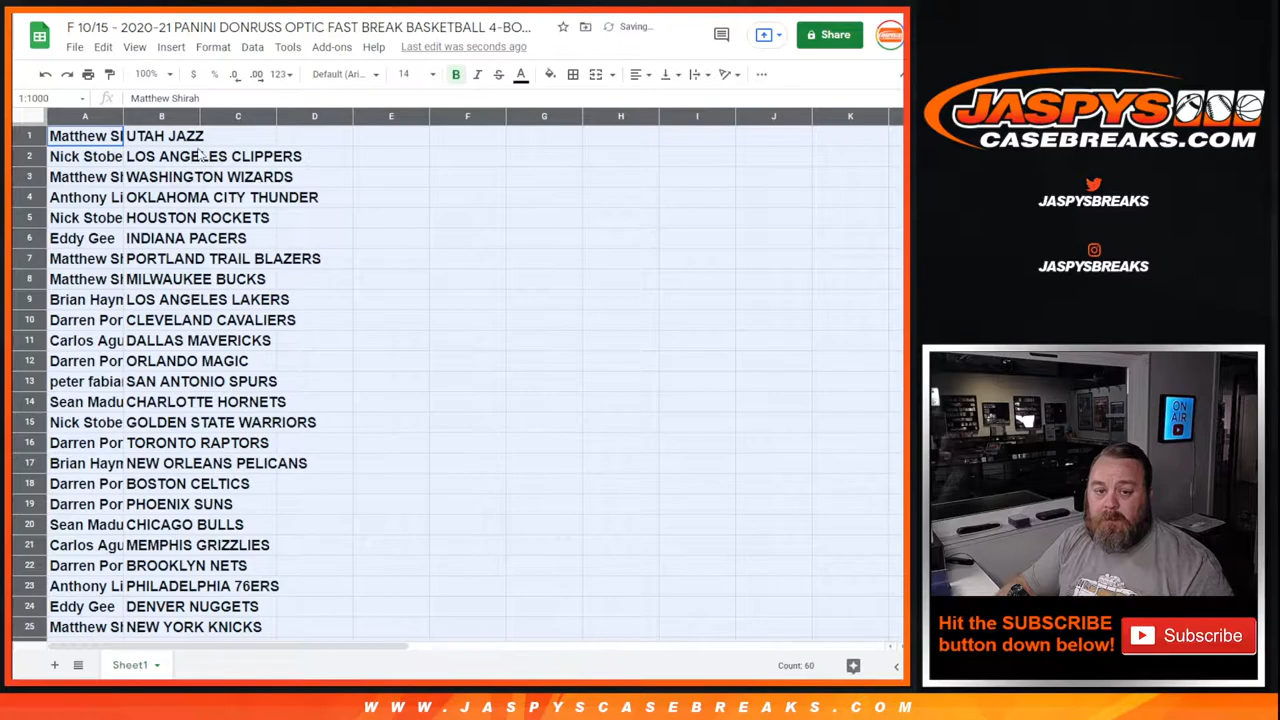 F 10/15 - 2020-21 PANINI DONRUSS OPTIC FAST BREAK BASKETBALL 4-BO...
Saving...
File Edit View Insert Format Data Tools Add-ons Help Last edit was seconds ago
Share
100% $ % .0 .00 123 Default (Ari... 14 B I S A
1:1000 fx Matthew Shirah
A B C D E F G H I J K
1 Matthew SI UTAH JAZZ
2 Nick Stobe LOS ANGELES CLIPPERS
3 Matthew SI WASHINGTON WIZARDS
4 Anthony Li OKLAHOMA CITY THUNDER
5 Nick Stobe HOUSTON ROCKETS
6 Eddy Gee INDIANA PACERS
7 Matthew SI PORTLAND TRAIL BLAZERS
8 Matthew SI MILWAUKEE BUCKS
9 Brian Hayn LOS ANGELES LAKERS
10 Darren Por CLEVELAND CAVALIERS
11 Carlos Agu DALLAS MAVERICKS
12 Darren Por ORLANDO MAGIC
13 peter fabia SAN ANTONIO SPURS
14 Sean Madu CHARLOTTE HORNETS
15 Nick Stobe GOLDEN STATE WARRIORS
16 Darren Por TORONTO RAPTORS
17 Brian Hayn NEW ORLEANS PELICANS
18 Darren Por BOSTON CELTICS
19 Darren Por PHOENIX SUNS
20 Sean Madu CHICAGO BULLS
21 Carlos Agu MEMPHIS GRIZZLIES
22 Darren Por BROOKLYN NETS
23 Anthony Li PHILADELPHIA 76ERS
24 Eddy Gee DENVER NUGGETS
25 Matthew SI NEW YORK KNICKS
Sheet1
Count: 60
JASPYS
CASEBREAKS.COM
JASPYSBREAKS
JASPYSBREAKS
ON
AIR
Hit the SUBSCRIBE
button down below!
Subscribe
WWW.JASPYSCASEBREAKS.COM